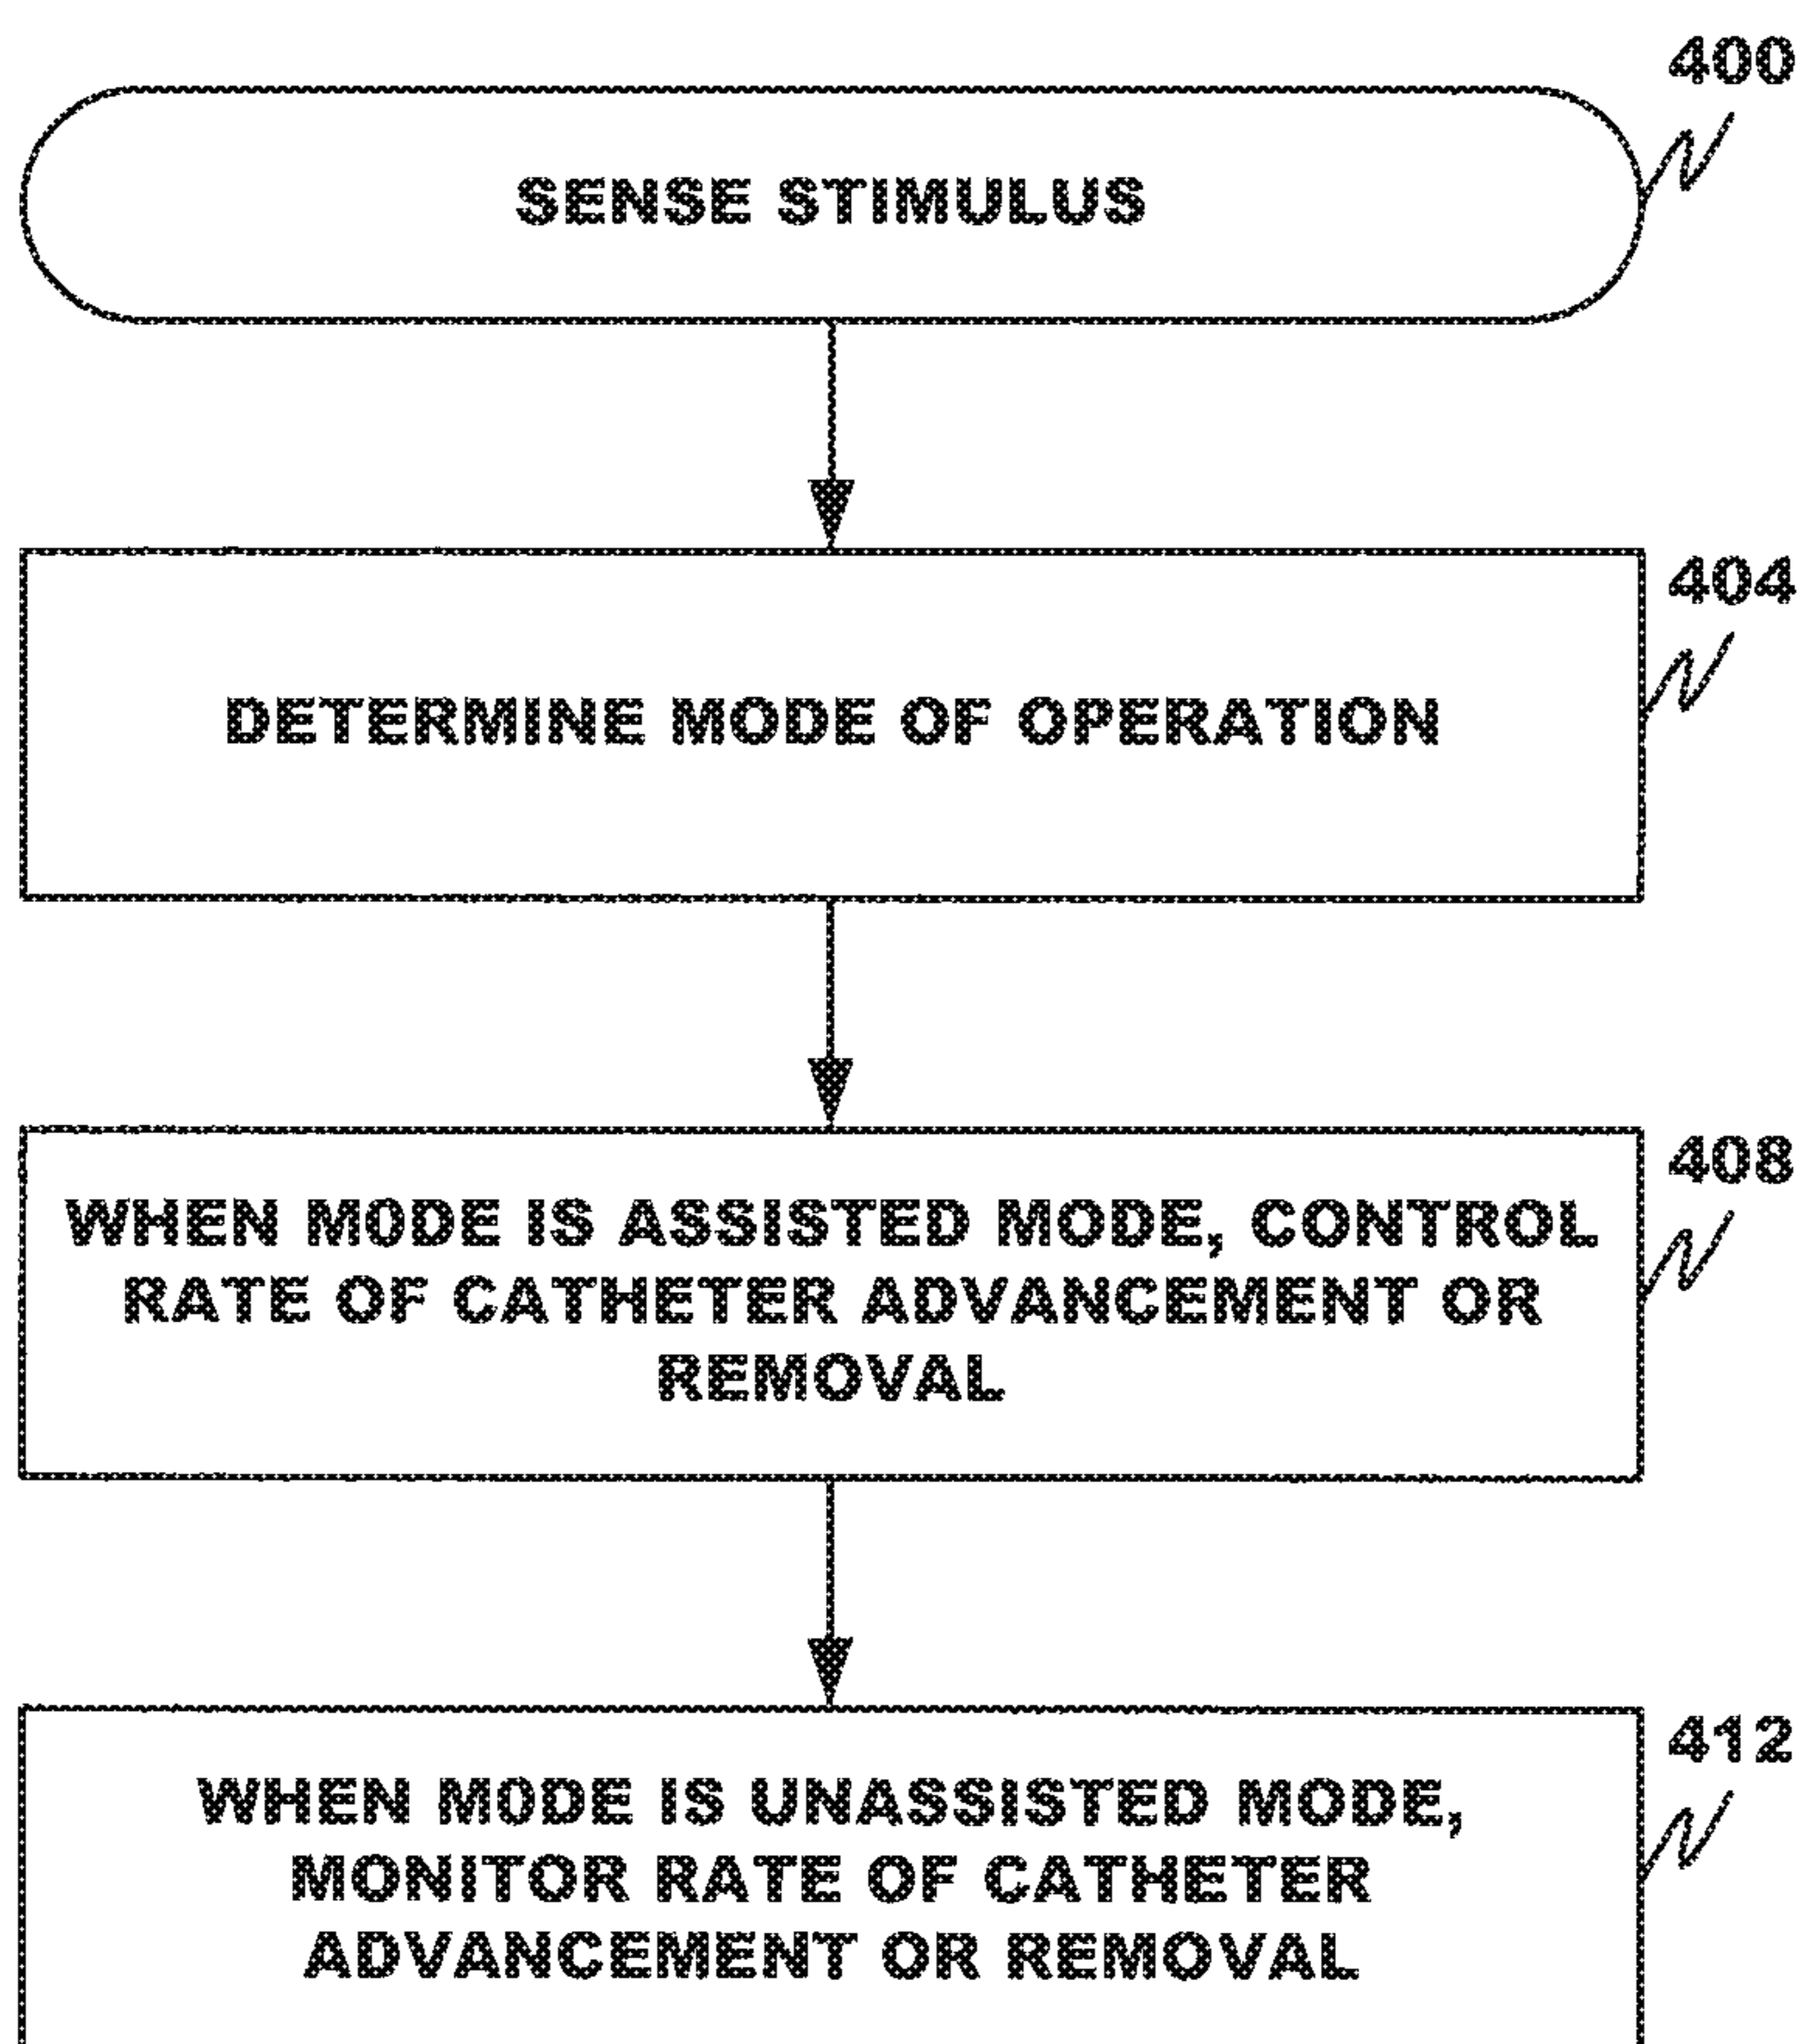 400
SENSE STIMULUS
404
DETERMINE MODE OF OPERATION
408
WHEN MODE IS ASSISTED MODE, CONTROL
RATE OF CATHETER ADVANCEMENT OR
REMOVAL
412
WHEN MODE IS UNASSISTED MODE,
MONITOR RATE OF CATHETER
ADVANCEMENT OR REMOVAL